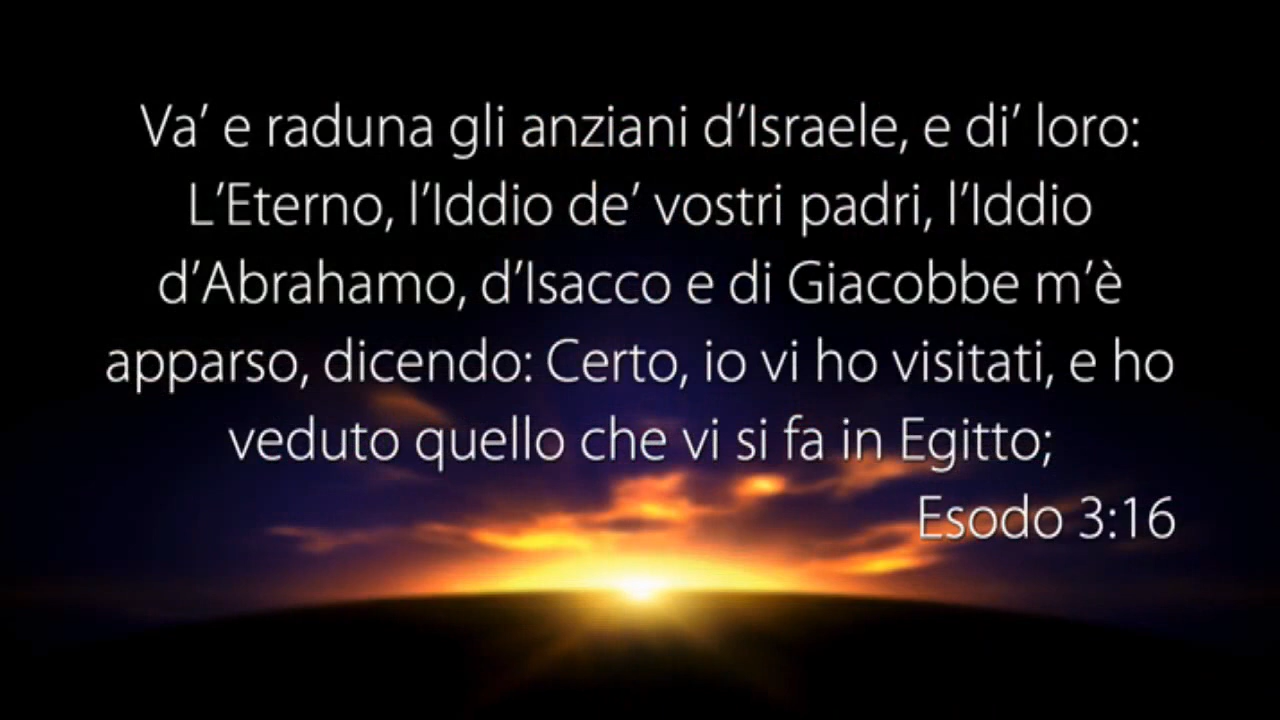 Va’ e raduna gli anziani d’Israele, e di’ loro:
L’Eterno, l’Iddio de’ vostri padri, l’Iddio
d’Abrahamo, d’Isacco e di Giacobbe m’è
apparso, dicendo: Certo, io vi ho visitati, e ho
veduto quello che vi si fa in Egitto;
Esodo 3:16